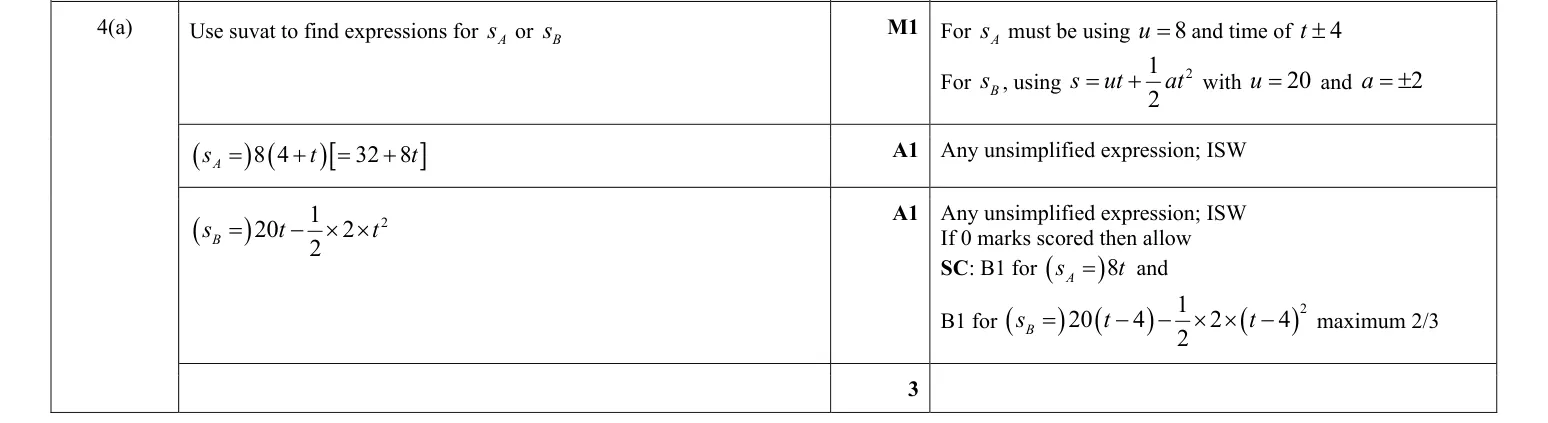 4(a)
Use suvat to find expressions for s_A or s_B
M1
For s_A must be using u = 8 and time of t ± 4
For s_B, using s = ut + 1/2 at² with u = 20 and a = ±2
(s_A =)8(4 + t)[= 32 + 8t]
A1
Any unsimplified expression; ISW
(s_B =)20t − 1/2 × 2 × t²
A1
Any unsimplified expression; ISW
If 0 marks scored then allow
SC: B1 for (s_A =)8t and
B1 for (s_B =)20(t − 4) − 1/2 × 2 × (t − 4)² maximum 2/3
3